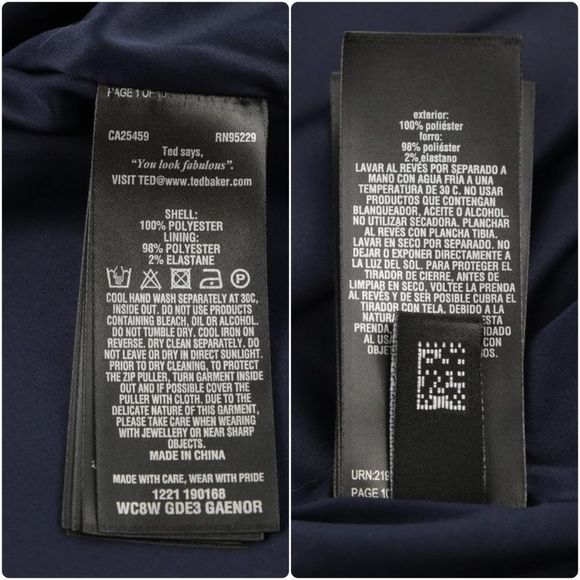 PAGE 1 OF
CA25459 RN95229
Ted says,
"You look fabulous".
VISIT TED@www.tedbaker.com
SHELL:
100% POLYESTER
LINING:
98% POLYESTER
2% ELASTANE
COOL HAND WASH SEPARATELY AT 30C,
INSIDE OUT. DO NOT USE PRODUCTS
CONTAINING BLEACH, OIL OR ALCOHOL.
DO NOT TUMBLE DRY. COOL IRON ON
REVERSE. DRY CLEAN SEPARATELY. DO
NOT LEAVE OR DRY IN DIRECT SUNLIGHT.
PRIOR TO DRY CLEANING, TO PROTECT
THE ZIP PULLER, TURN GARMENT INSIDE
OUT AND IF POSSIBLE COVER THE
PULLER WITH CLOTH. DUE TO THE
DELICATE NATURE OF THIS GARMENT,
PLEASE TAKE CARE WHEN WEARING
WITH JEWELLERY OR NEAR SHARP
OBJECTS.
MADE IN CHINA
MADE WITH CARE, WEAR WITH PRIDE
1221 190168
WC8W GDE3 GAENOR
exterior:
100% poliéster
forro:
98% poliéster
2% elastano
LAVAR AL REVÉS POR SEPARADO A
MANO CON AGUA FRÍA A UNA
TEMPERATURA DE 30 C. NO USAR
PRODUCTOS QUE CONTENGAN
BLANQUEADOR, ACEITE O ALCOHOL.
NO UTILIZAR SECADORA. PLANCHAR
AL REVÉS CON PLANCHA TIBIA.
LAVAR EN SECO POR SEPARADO. NO
DEJAR O EXPONER DIRECTAMENTE A
LA LUZ DEL SOL. PARA PROTEGER EL
TIRADOR DE CIERRE, ANTES DE
LIMPIAR EN SECO, VOLTEE LA PRENDA
AL REVÉS Y DE SER POSIBLE CUBRA EL
TIRADOR CON TELA. DEBIDO A LA
NATURA ESTA
PRENDA, DADO
AL US
OBJE S.
URN:219
PAGE 10